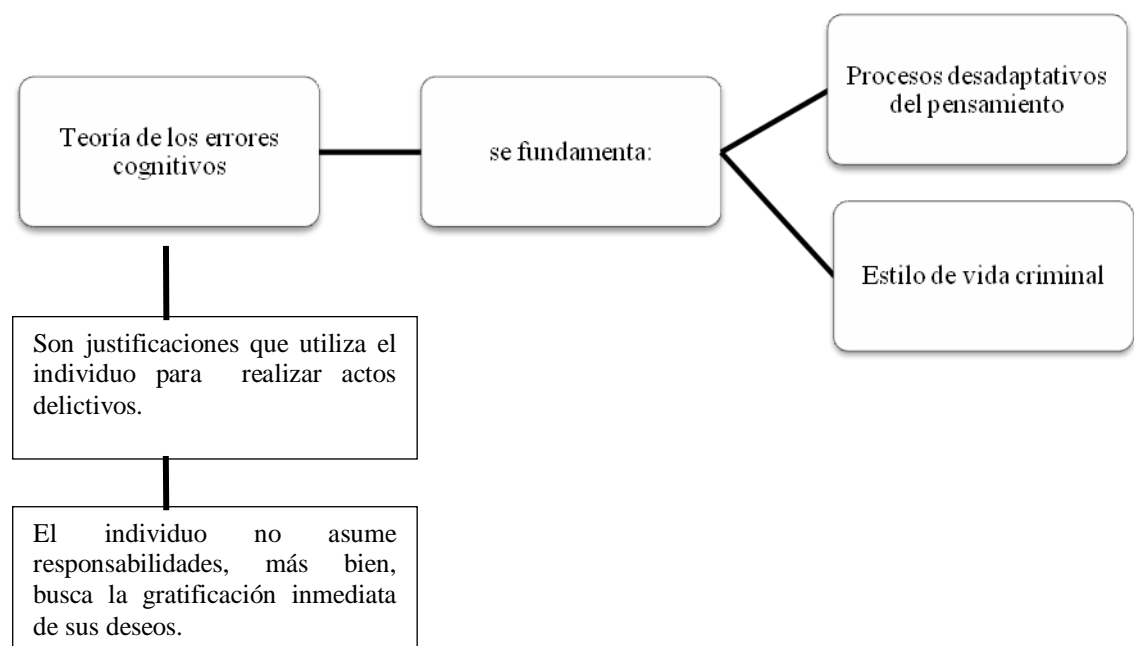 Teoría de los errores
cognitivos
se fundamenta:
Procesos desadaptativos
del pensamiento
Estilo de vida criminal
Son justificaciones que utiliza el
individuo para realizar actos
delictivos.
El individuo no asume
responsabilidades, más bien,
busca la gratificación inmediata
de sus deseos.